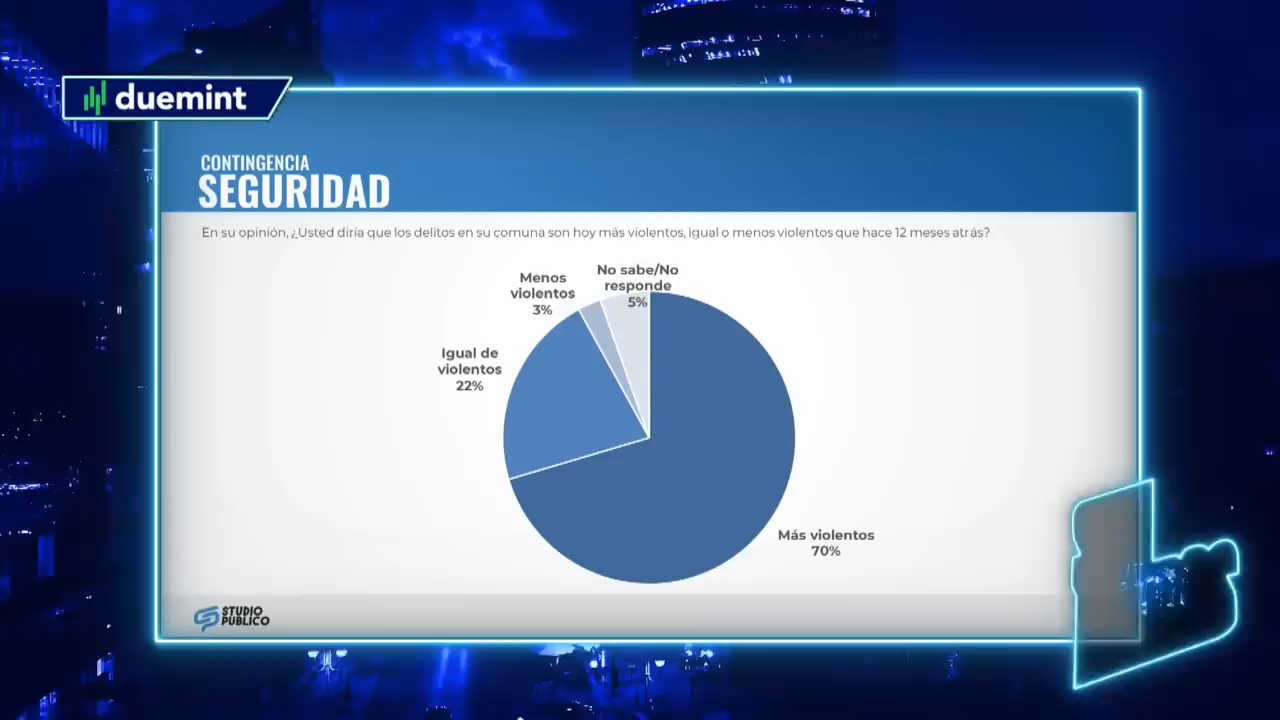 duemint
CONTINGENCIA
SEGURIDAD
En su opinión, ¿Usted diría que los delitos en su comuna son hoy más violentos, igual o menos violentos que hace 12 meses atrás?
No sabe/No
responde
5%
Menos
violentos
3%
Igual de
violentos
22%
Más violentos
70%
STUDIO
PUBLICO